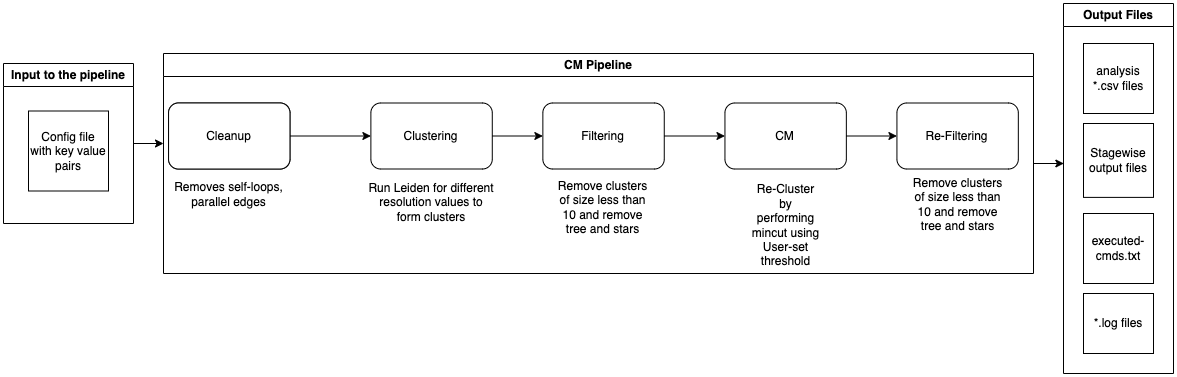 Input to the pipeline
Config file
with key value
pairs
CM Pipeline
Cleanup
Removes self-loops,
parallel edges
Clustering
Run Leiden for different
resolution values to
form clusters
Filtering
Remove clusters
of size less than
10 and remove
tree and stars
CM
Re-Cluster
by
performing
mincut using
User-set
threshold
Re-Filtering
Remove clusters
of size less than
10 and remove
tree and stars
Output Files
analysis
*.csv files
Stagewise
output files
executed-
cmds.txt
*.log files